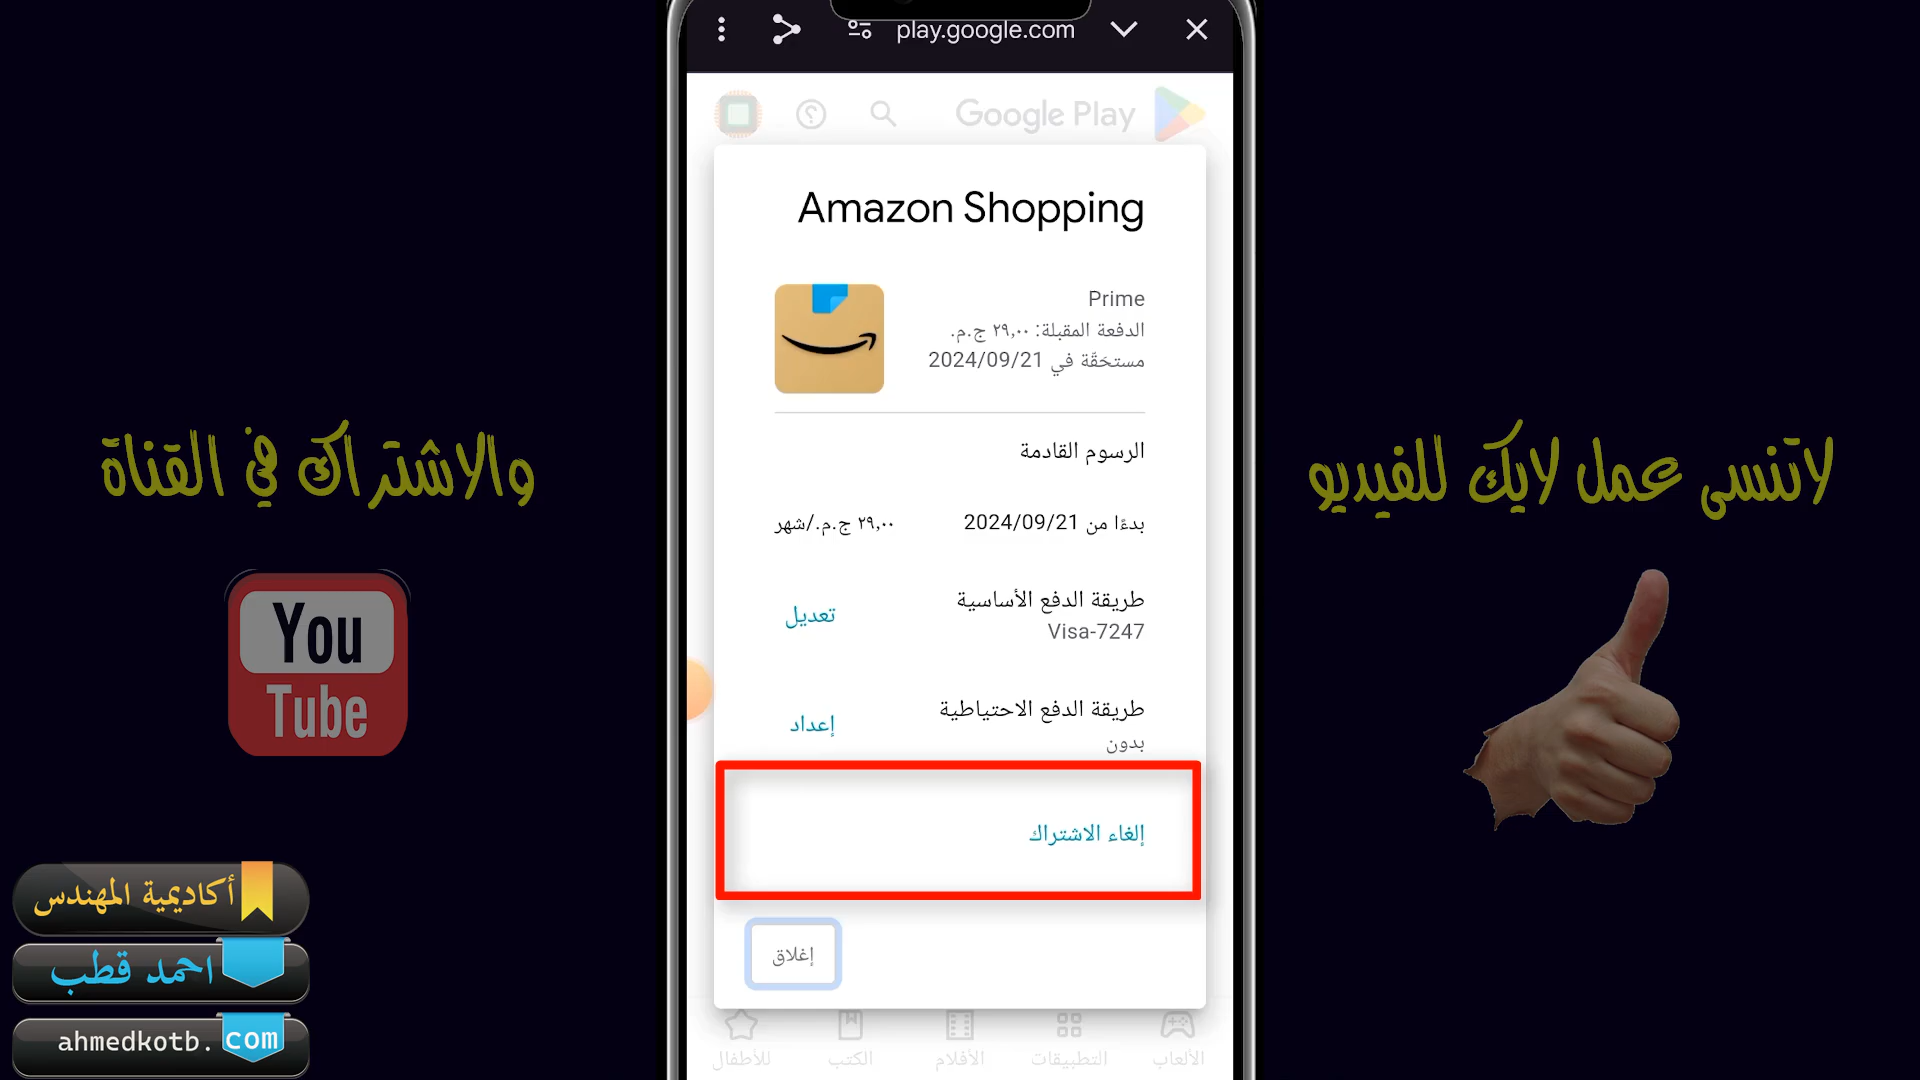 play.google.com
Google Play
Amazon Shopping
Prime
الدفعة المقبلة: ٢٩,٠٠ ج.م.
مستحَقّة في 2024/09/21
الرسوم القادمة
بدءًا من 2024/09/21
٢٩,٠٠ ج.م./شهر
طريقة الدفع الأساسية
Visa-7247
تعديل
طريقة الدفع الاحتياطية
بدون
إعداد
إلغاء الاشتراك
إغلاق
الألعاب
التطبيقات
الأفلام
الكتب
للأطفال
لاتنسى عمل لايك للفيديو
والاشتراك في القناة
You
Tube
أكاديمية المهندس
احمد قطب
ahmedkotb.com